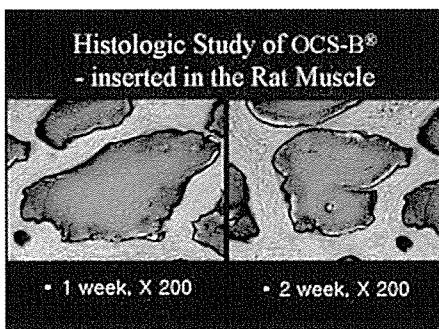 Histologic Study of OCS-B®
- inserted in the Rat Muscle
• 1 week, X 200
• 2 week, X 200